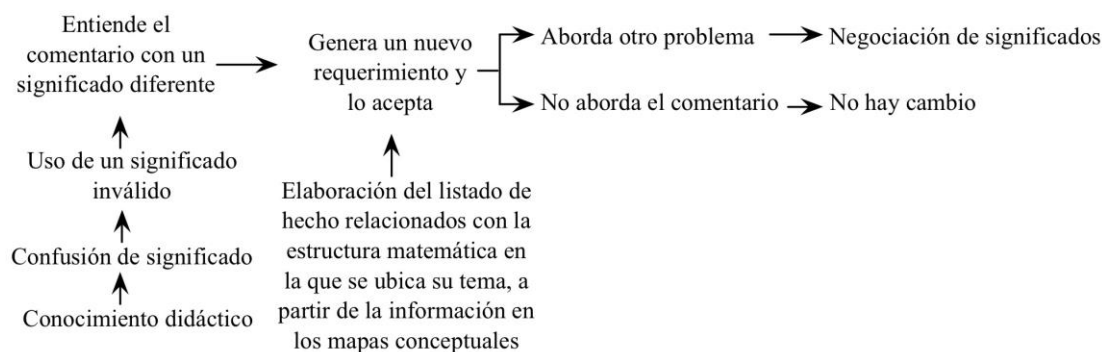 Entiende el
comentario con un
significado diferente
Genera un nuevo
requerimiento y
lo acepta
Aborda otro problema
Negociación de significados
No aborda el comentario
No hay cambio
Uso de un significado
inválido
Confusión de significado
Conocimiento didáctico
Elaboración del listado de
hecho relacionados con la
estructura matemática en
la que se ubica su tema, a
partir de la información en
los mapas conceptuales